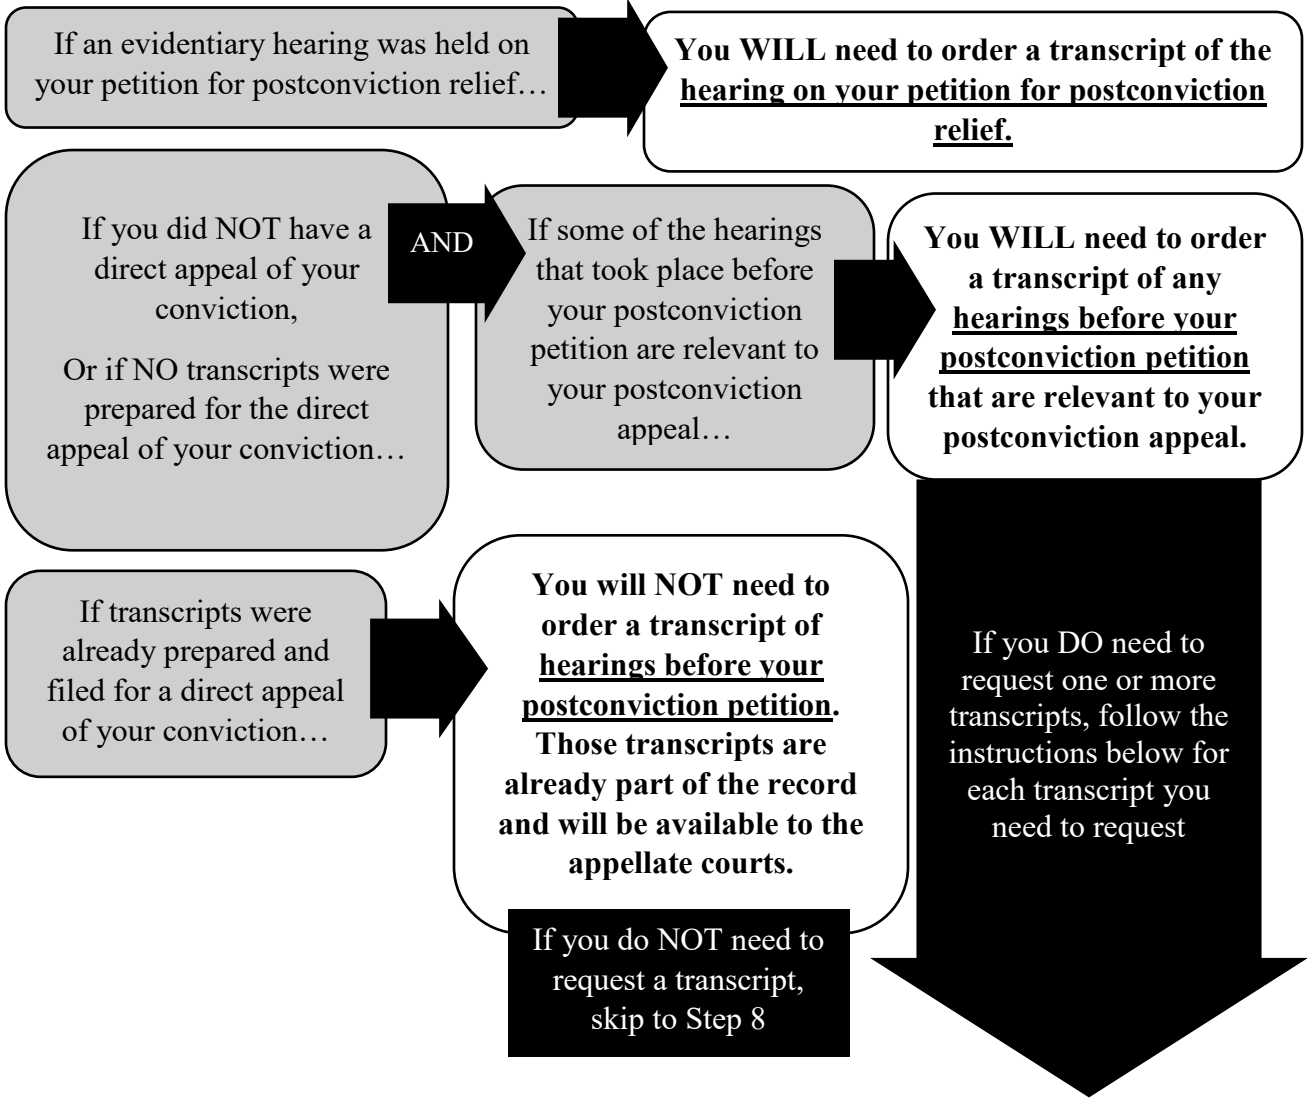 If an evidentiary hearing was held on
your petition for postconviction relief…
You WILL need to order a transcript of the
hearing on your petition for postconviction
relief.
If you did NOT have a
direct appeal of your
conviction,
Or if NO transcripts were
prepared for the direct
appeal of your conviction…
AND
If some of the hearings
that took place before
your postconviction
petition are relevant to
your postconviction
appeal…
You WILL need to order
a transcript of any
hearings before your
postconviction petition
that are relevant to your
postconviction appeal.
If transcripts were
already prepared and
filed for a direct appeal
of your conviction…
You will NOT need to
order a transcript of
hearings before your
postconviction petition.
Those transcripts are
already part of the record
and will be available to the
appellate courts.
If you do NOT need to
request a transcript,
skip to Step 8
If you DO need to
request one or more
transcripts, follow the
instructions below for
each transcript you
need to request